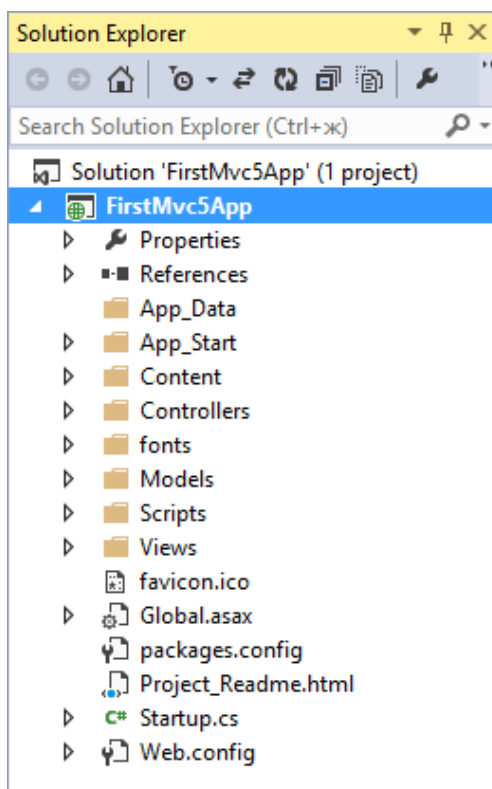 Solution Explorer
Search Solution Explorer (Ctrl+ж)
Solution 'FirstMvc5App' (1 project)
FirstMvc5App
Properties
References
App_Data
App_Start
Content
Controllers
fonts
Models
Scripts
Views
favicon.ico
Global.asax
packages.config
Project_Readme.html
C# Startup.cs
Web.config